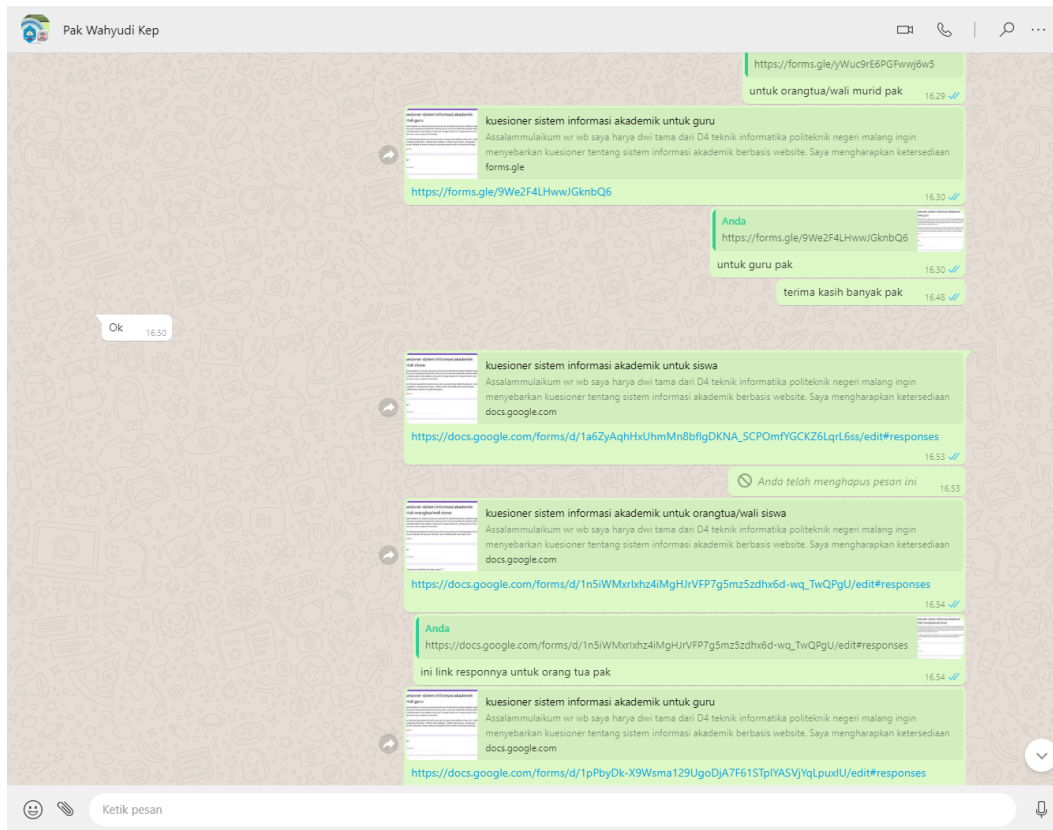 Pak Wahyudi Kep
https://forms.gle/yWuc9rE6PGFwwj6w5
untuk orangtua/wali murid pak
16.29
kuesioner sistem informasi akademik untuk guru
Assalammulaikum wr wb saya harya dwi tama dari D4 teknik informatika politeknik negeri malang ingin
menyebarkan kuesioner tentang sistem informasi akademik berbasis website. Saya mengharapkan ketersediaan
forms.gle
https://forms.gle/9We2F4LHwwJGknbQ6
16.30
Anda
https://forms.gle/9We2F4LHwwJGknbQ6
untuk guru pak
16.30
terima kasih banyak pak
16.48
Ok
16.50
kuesioner sistem informasi akademik untuk siswa
Assalammulaikum wr wb saya harya dwi tama dari D4 teknik informatika politeknik negeri malang ingin
menyebarkan kuesioner tentang sistem informasi akademik berbasis website. Saya mengharapkan ketersediaan
docs.google.com
https://docs.google.com/forms/d/1a6ZyAqhHxUhmMn8bflgDKNA_SCPOmfYGCKZ6LqrL6ss/edit#responses
16.53
Anda telah menghapus pesan ini
16.53
kuesioner sistem informasi akademik untuk orangtua/wali siswa
Assalammulaikum wr wb saya harya dwi tama dari D4 teknik informatika politeknik negeri malang ingin
menyebarkan kuesioner tentang sistem informasi akademik berbasis website. Saya mengharapkan ketersediaan
docs.google.com
https://docs.google.com/forms/d/1n5iWMxrlxhz4iMgHJrVFP7g5mz5zdhx6d-wq_TwQPgU/edit#responses
16.54
Anda
https://docs.google.com/forms/d/1n5iWMxrlxhz4iMgHJrVFP7g5mz5zdhx6d-wq_TwQPgU/edit#responses
ini link responnya untuk orang tua pak
16.54
kuesioner sistem informasi akademik untuk guru
Assalammulaikum wr wb saya harya dwi tama dari D4 teknik informatika politeknik negeri malang ingin
menyebarkan kuesioner tentang sistem informasi akademik berbasis website. Saya mengharapkan ketersediaan
docs.google.com
https://docs.google.com/forms/d/1pPbyDk-X9Wsma129UgoDjA7F61STplYASVjYqLpuxlU/edit#responses
Ketik pesan